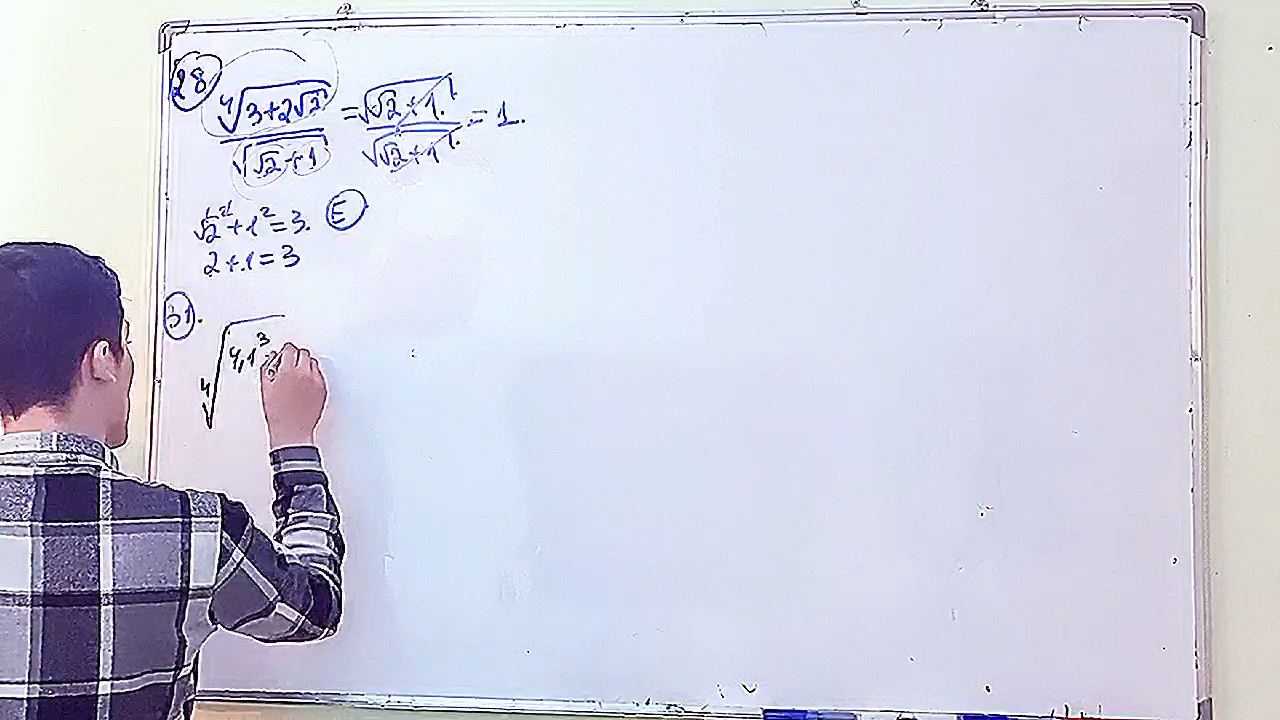 28 ⁴√(3+2√2) / √(√2+1) = √(√2+1) / √(√2+1) = 1.
√2² + 1² = 3. E
2 + 1 = 3
31. ⁴√(4,1³